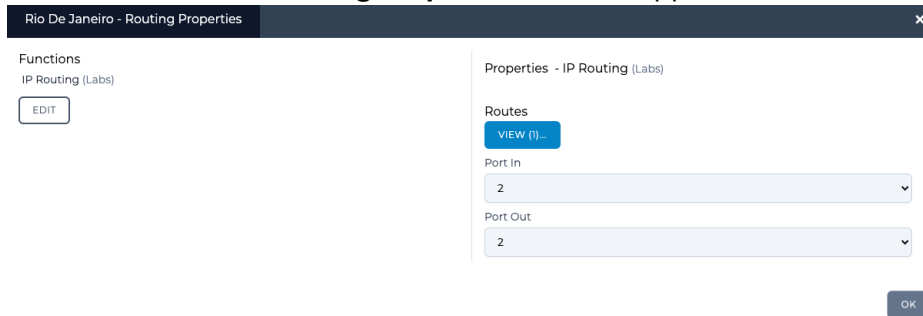 Rio De Janeiro - Routing Properties
Functions
IP Routing (Labs)
EDIT
Properties - IP Routing (Labs)
Routes
VIEW (1)...
Port In
2
Port Out
2
OK